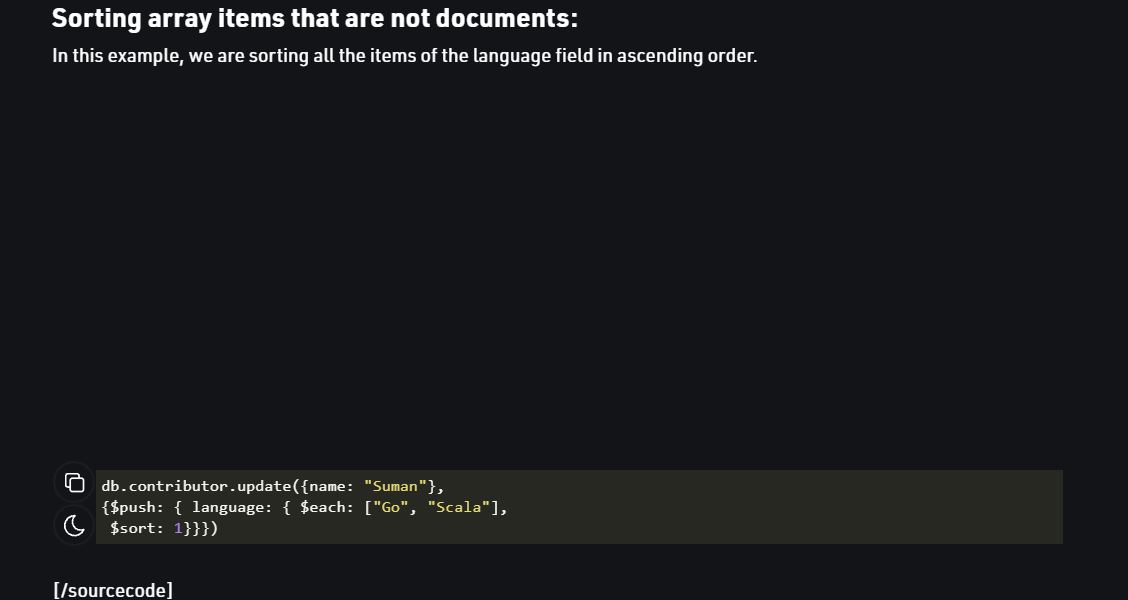 Sorting array items that are not documents:
In this example, we are sorting all the items of the language field in ascending order.
db.contributor.update({name: "Suman"},
{$push: { language: { $each: ["Go", "Scala"],
 $sort: 1}}})
[/sourcecode]